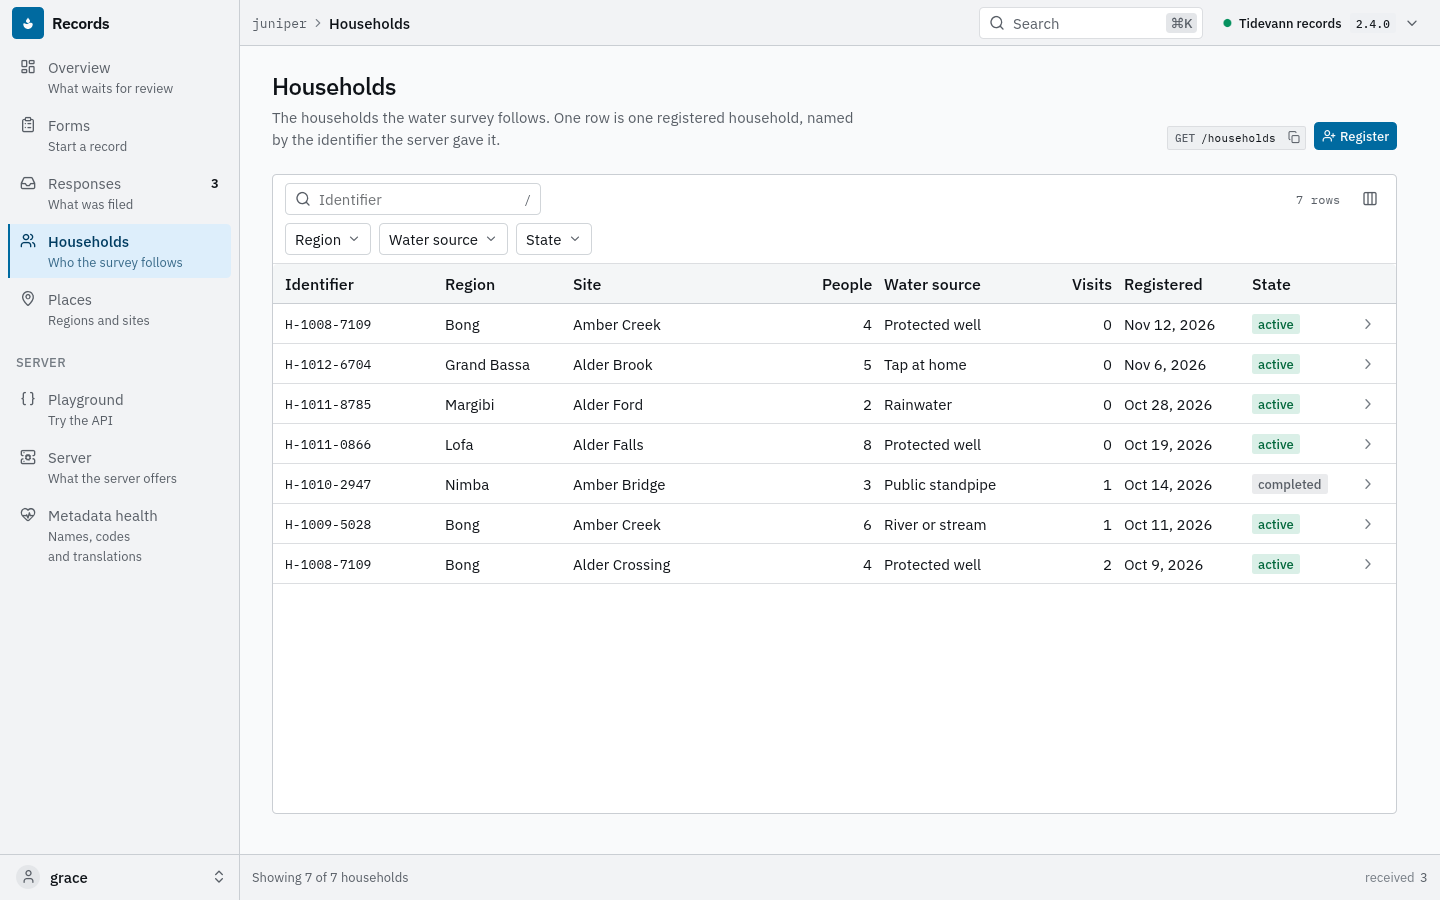 Records
juniper > Households
Search ⌘K
Tidevann records 2.4.0
Overview
What waits for review
Forms
Start a record
Responses 3
What was filed
Households
Who the survey follows
Places
Regions and sites
SERVER
Playground
Try the API
Server
What the server offers
Metadata health
Names, codes
and translations
grace
Households
The households the water survey follows. One row is one registered household, named
by the identifier the server gave it.
GET /households
Register
Identifier /
7 rows
Region
Water source
State
Identifier Region Site People Water source Visits Registered State
H-1008-7109 Bong Amber Creek 4 Protected well 0 Nov 12, 2026 active
H-1012-6704 Grand Bassa Alder Brook 5 Tap at home 0 Nov 6, 2026 active
H-1011-8785 Margibi Alder Ford 2 Rainwater 0 Oct 28, 2026 active
H-1011-0866 Lofa Alder Falls 8 Protected well 0 Oct 19, 2026 active
H-1010-2947 Nimba Amber Bridge 3 Public standpipe 1 Oct 14, 2026 completed
H-1009-5028 Bong Amber Creek 6 River or stream 1 Oct 11, 2026 active
H-1008-7109 Bong Alder Crossing 4 Protected well 2 Oct 9, 2026 active
Showing 7 of 7 households
received 3